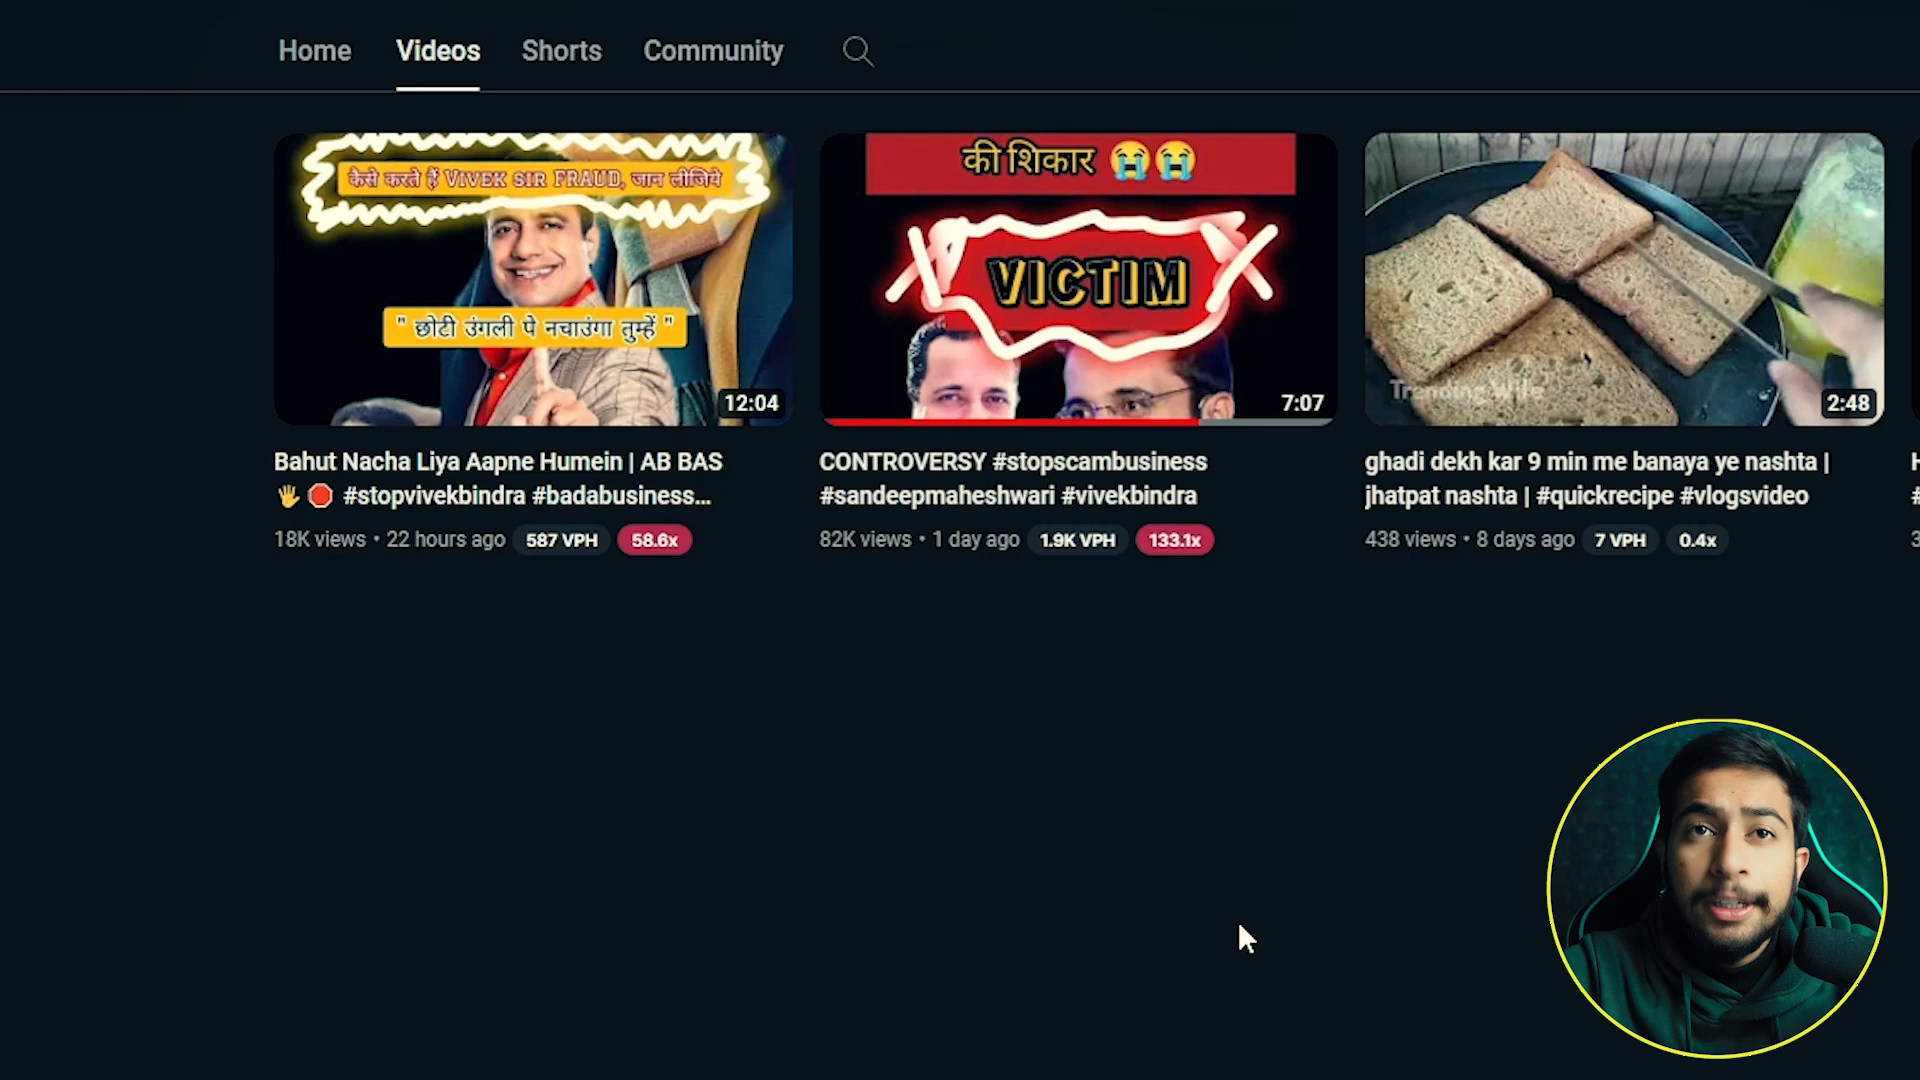 Home Videos Shorts Community
कैसे करते हैं VIVEK SIR FRAUD, जान लीजिये
" छोटी उंगली पे नचाउंगा तुम्हें "
12:04
की शिकार 😭😭
VICTIM
7:07
Trending Wife
2:48
Bahut Nacha Liya Aapne Humein | AB BAS
🖐️🛑 #stopvivekbindra #badabusiness...
18K views • 22 hours ago 587 VPH 58.6x
CONTROVERSY #stopscambusiness
#sandeepmaheshwari #vivekbindra
82K views • 1 day ago 1.9K VPH 133.1x
ghadi dekh kar 9 min me banaya ye nashta |
jhatpat nashta | #quickrecipe #vlogsvideo
438 views • 8 days ago 7 VPH 0.4x